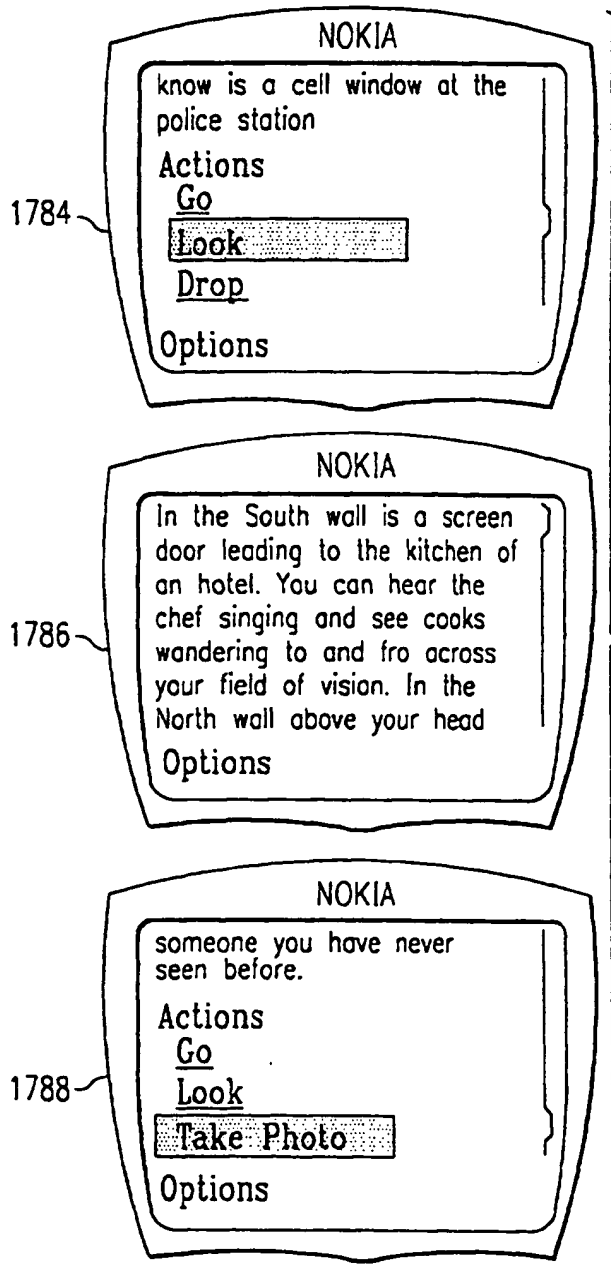 NOKIA
know is a cell window at the
police station
Actions
Go
1784
Look
Drop
Options
NOKIA
In the South wall is a screen
door leading to the kitchen of
an hotel. You can hear the
chef singing and see cooks
1786
wandering to and fro across
your field of vision. In the
North wall above your head
Options
NOKIA
someone you have never
seen before.
Actions
Go
1788
Look
Take Photo
Options